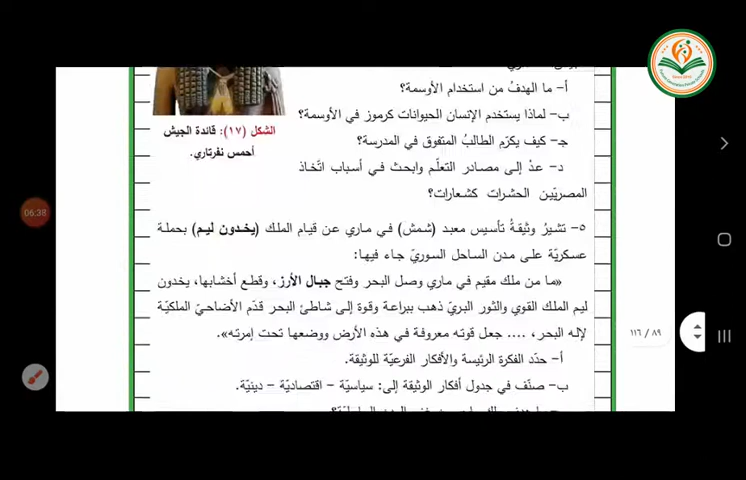 أ- ما الهدفُ من استخدام الأوسمة؟
ب- لماذا يستخدم الإنسان الحيوانات كرموز في الأوسمة؟
ج- كيف يكرّم الطالبُ المتفوق في المدرسة؟
د- عدُ إلى مصادر التعلّم وابحث في أسباب اتّخاذ
المصريّين الحشرات كشعارات؟
الشكل (١٧): قائدة الجيش
أحمس نفرتاري.
٥- تشيرُ وثيقةُ تأسيس معبد (شمش) في ماري عن قيام الملك (يخدون ليم) بحملة
عسكريّة على مدن الساحل السوريّ جاء فيها:
«ما من ملك مقيم في ماري وصل البحر وفتح جبال الأرز، وقطع أخشابها، يخدون
ليم الملك القوي والثور البريّ ذهب ببراعة وقوة إلى شاطئ البحر قدّم الأضاحيّ الملكيّة
لإله البحر، .... جعل قوته معروفة في هذه الأرض ووضعها تحت إمرته».
أ- حدّد الفكرة الرئيسة والأفكار الفرعيّة للوثيقة.
ب- صنّف في جدول أفكار الوثيقة إلى: سياسيّة - اقتصاديّة - دينيّة.
٨٩ / ١١٦
06:38